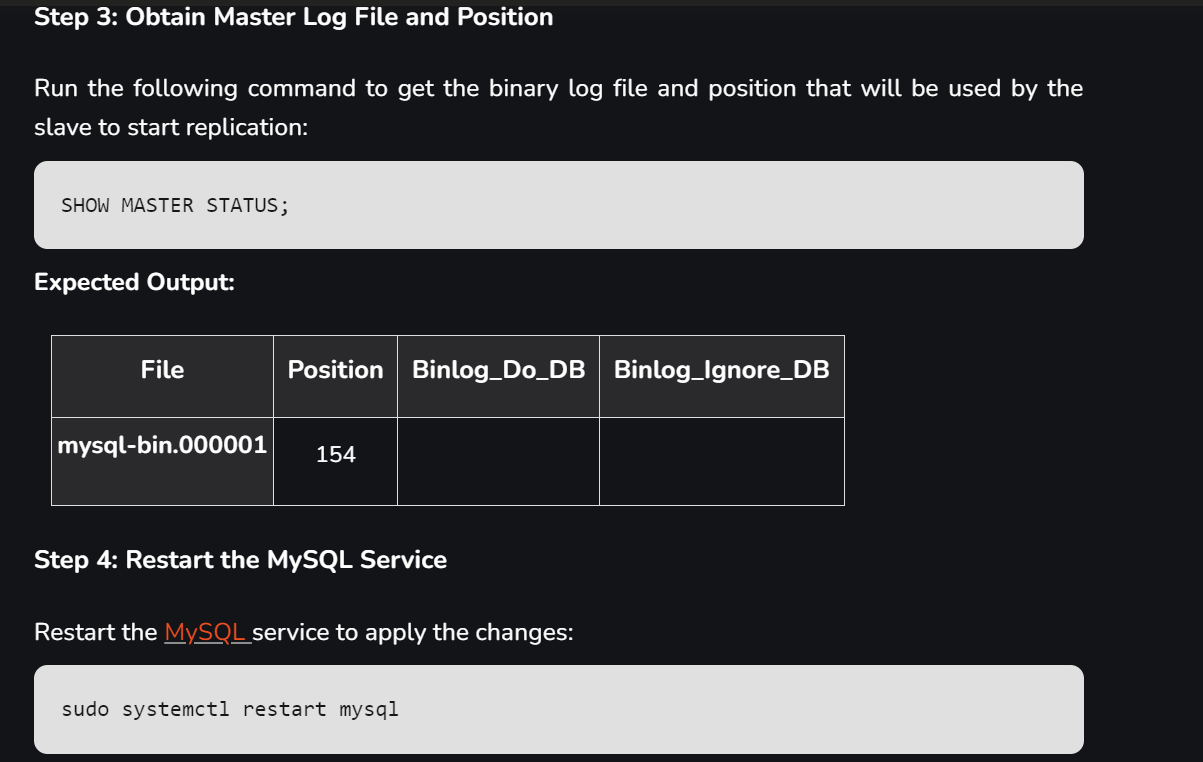 Step 3: Obtain Master Log File and Position
Run the following command to get the binary log file and position that will be used by the
slave to start replication:
SHOW MASTER STATUS;
Expected Output:
File Position Binlog_Do_DB Binlog_Ignore_DB
mysql-bin.000001 154
Step 4: Restart the MySQL Service
Restart the MySQL service to apply the changes:
sudo systemctl restart mysql